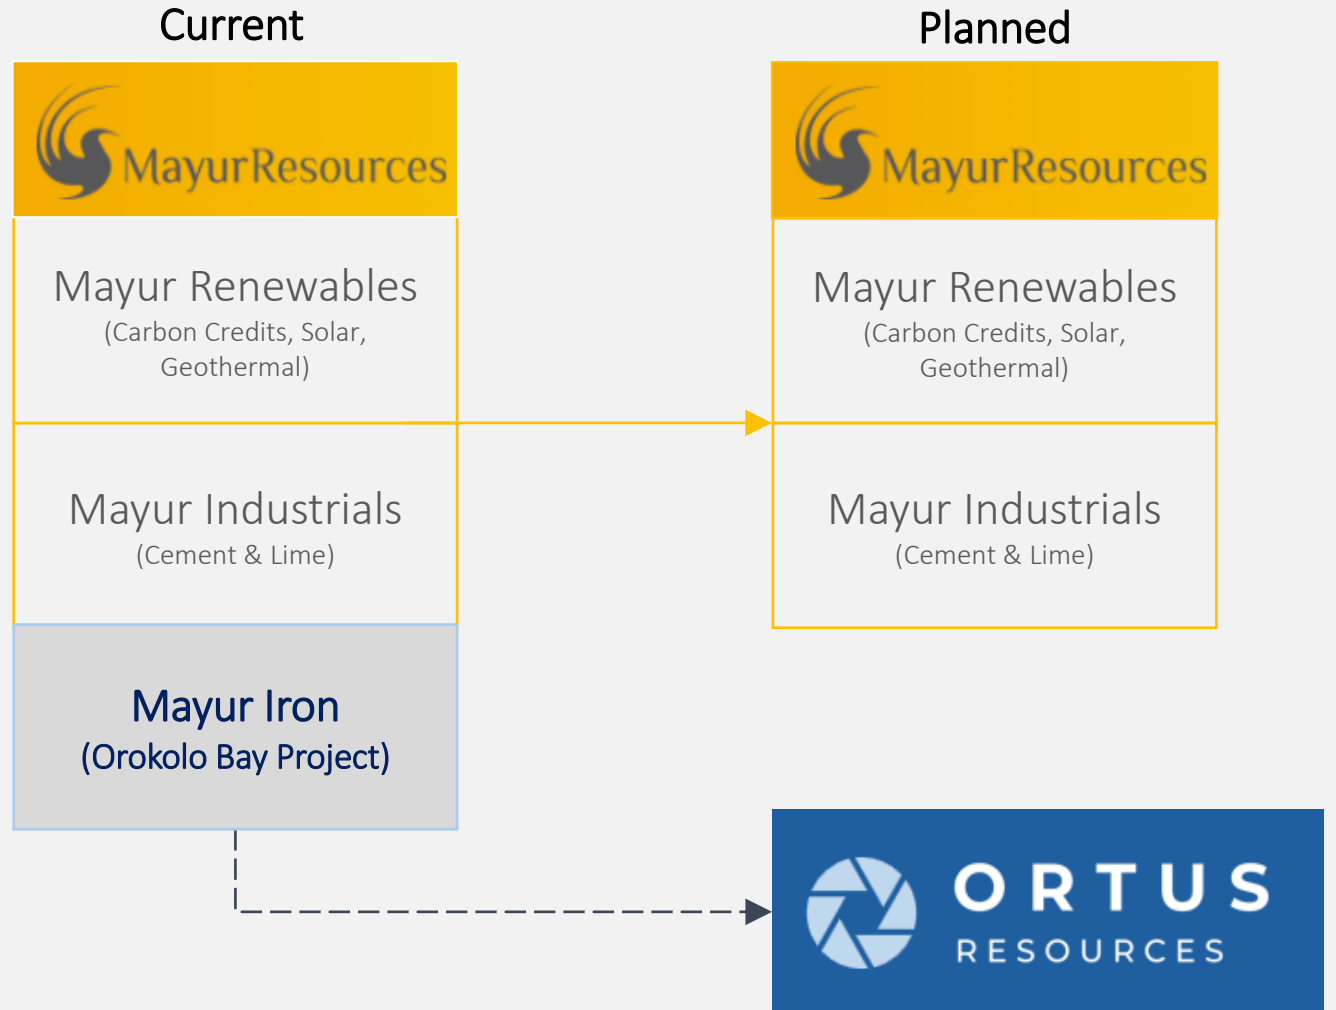 Current
Planned
MayurResources
MayurResources
Mayur Renewables
(Carbon Credits, Solar,
Geothermal)
Mayur Renewables
(Carbon Credits, Solar,
Geothermal)
Mayur Industrials
(Cement & Lime)
Mayur Industrials
(Cement & Lime)
Mayur Iron
(Orokolo Bay Project)
ORTUS
RESOURCES